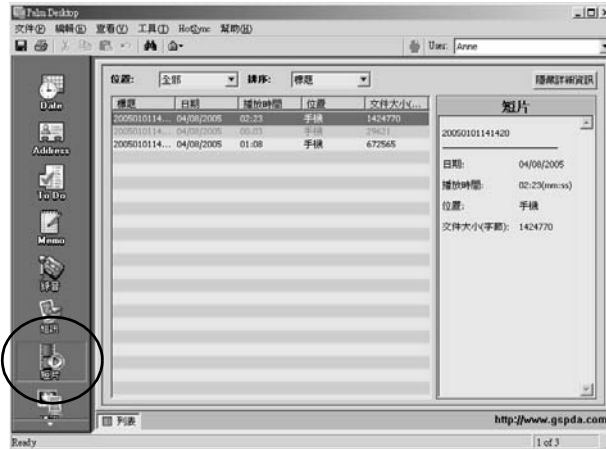 Palm Desktop
文件(F) 編輯(E) 查看(V) 工具(T) HotSync 幫助(H)
User: Anne
位置: 全部 排序: 標題 隱藏詳細資訊
標題 日期 播放時間 位置 文件大小(...
2005010114... 04/08/2005 02:23 手機 1424770
2005010114... 04/08/2005 00:03 手機 29621
2005010114... 04/08/2005 01:08 手機 672565
Date
Address
To Do
Memo
錄音
短片
短片
20050101141420
日期: 04/08/2005
播放時間: 02:23(mm:ss)
位置: 手機
文件大小(字節): 1424770
列表
http://www.gspda.com
Ready 1 of 3